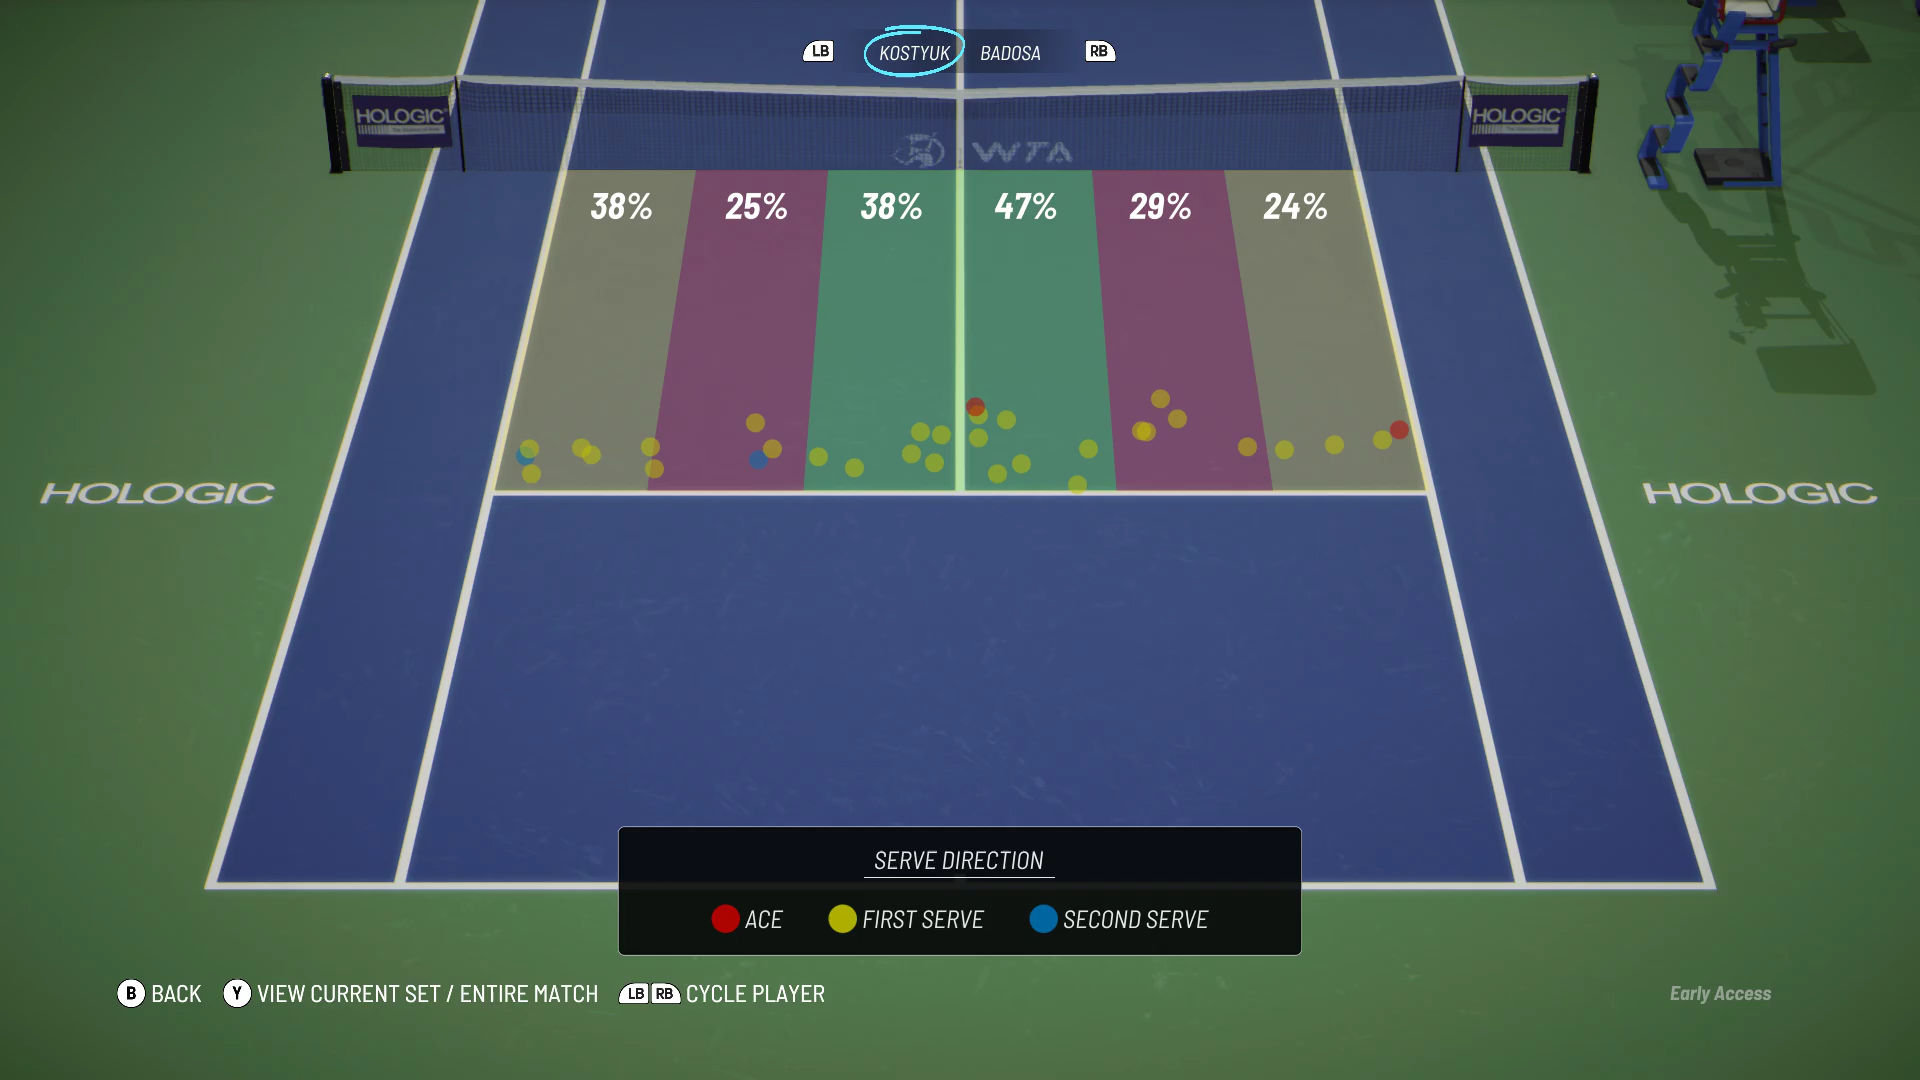 LB KOSTYUK BADOSA RB
HOLOGIC HOLOGIC
WTA
38% 25% 38% 47% 29% 24%
HOLOGIC HOLOGIC
SERVE DIRECTION
ACE FIRST SERVE SECOND SERVE
B BACK Y VIEW CURRENT SET / ENTIRE MATCH LB RB CYCLE PLAYER
Early Access